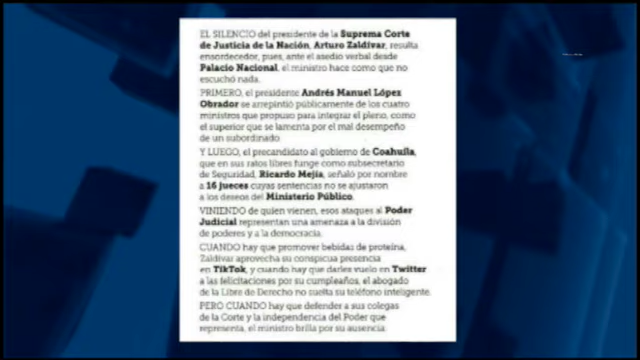 EL SILENCIO del presidente de la Suprema Corte
de Justicia de la Nación, Arturo Zaldívar, resulta
ensordecedor, pues, ante el asedio verbal desde
Palacio Nacional, el ministro hace como que no
escuchó nada.
PRIMERO, el presidente Andrés Manuel López
Obrador se arrepintió públicamente de los cuatro
ministros que propuso para integrar el pleno, como
el superior que se lamenta por el mal desempeño
de un subordinado.
Y LUEGO, el precandidato al gobierno de Coahuila,
que en sus ratos libres funge como subsecretario
de Seguridad, Ricardo Mejía, señaló por nombre
a 16 jueces cuyas sentencias no se ajustaron
a los deseos del Ministerio Público.
VINIENDO de quien vienen, esos ataques al Poder
Judicial representan una amenaza a la división
de poderes y a la democracia.
CUANDO hay que promover bebidas de proteína,
Zaldívar aprovecha su conspicua presencia
en TikTok, y cuando hay que darles vuelo en Twitter
a las felicitaciones por su cumpleaños, el abogado
de la Libre de Derecho no suelta su teléfono inteligente.
PERO CUANDO hay que defender a sus colegas
de la Corte y la independencia del Poder que
representa, el ministro brilla por su ausencia.